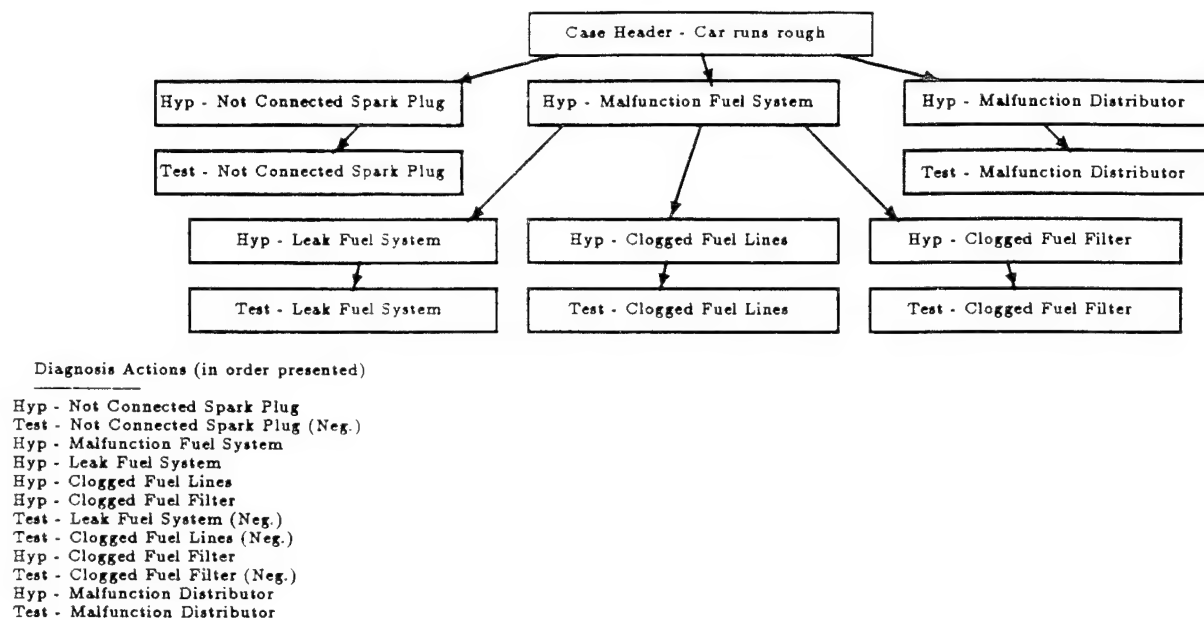 Case Header - Car runs rough
Hyp - Not Connected Spark Plug
Hyp - Malfunction Fuel System
Hyp - Malfunction Distributor
Test - Not Connected Spark Plug
Test - Malfunction Distributor
Hyp - Leak Fuel System
Hyp - Clogged Fuel Lines
Hyp - Clogged Fuel Filter
Test - Leak Fuel System
Test - Clogged Fuel Lines
Test - Clogged Fuel Filter
Diagnosis Actions (in order presented)
Hyp - Not Connected Spark Plug
Test - Not Connected Spark Plug (Neg.)
Hyp - Malfunction Fuel System
Hyp - Leak Fuel System
Hyp - Clogged Fuel Lines
Hyp - Clogged Fuel Filter
Test - Leak Fuel System (Neg.)
Test - Clogged Fuel Lines (Neg.)
Hyp - Clogged Fuel Filter
Test - Clogged Fuel Filter (Neg.)
Hyp - Malfunction Distributor
Test - Malfunction Distributor